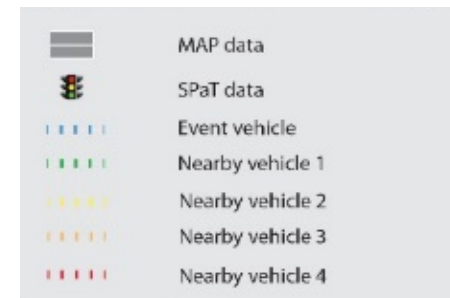 MAP data
SPaT data
Event vehicle
Nearby vehicle 1
Nearby vehicle 2
Nearby vehicle 3
Nearby vehicle 4